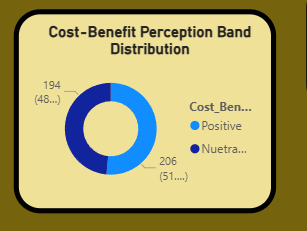 Cost-Benefit Perception Band
Distribution
194
(48...)
Cost_Ben...
Positive
Nuetra...
206
(51....)